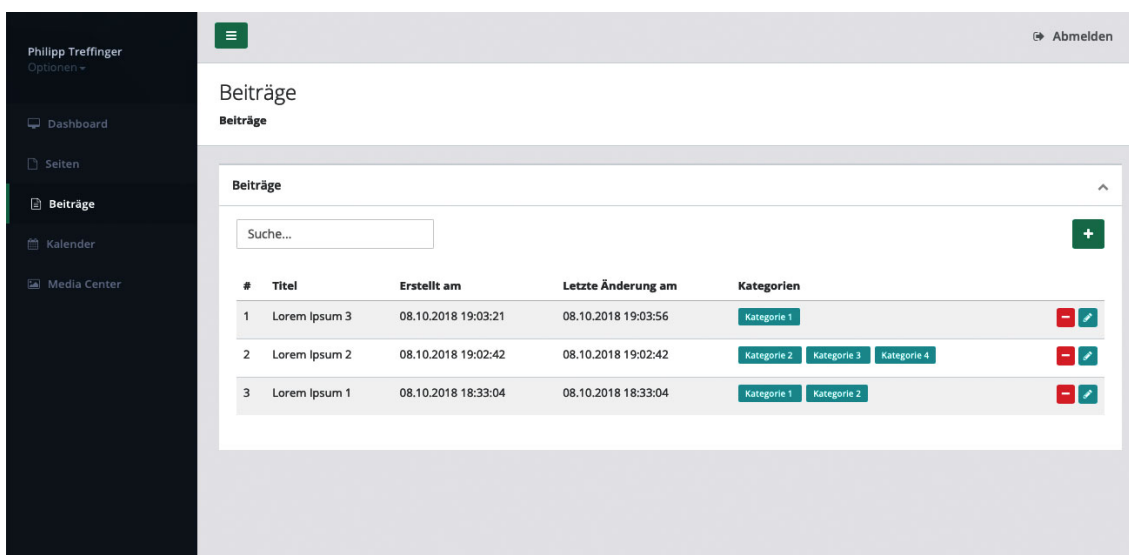 Philipp Treffinger
Optionen
Dashboard
Seiten
Beiträge
Kalender
Media Center
Abmelden
Beiträge
Beiträge
Beiträge
Suche...
# Titel Erstellt am Letzte Änderung am Kategorien
1 Lorem Ipsum 3 08.10.2018 19:03:21 08.10.2018 19:03:56 Kategorie 1
2 Lorem Ipsum 2 08.10.2018 19:02:42 08.10.2018 19:02:42 Kategorie 2 Kategorie 3 Kategorie 4
3 Lorem Ipsum 1 08.10.2018 18:33:04 08.10.2018 18:33:04 Kategorie 1 Kategorie 2